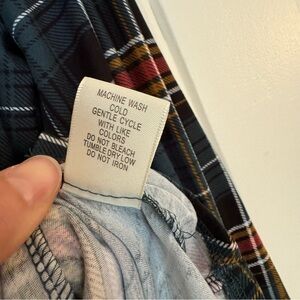 MACHINE WASH
COLD
GENTLE CYCLE
WITH LIKE
COLORS
DO NOT BLEACH
TUMBLE DRY LOW
DO NOT IRON